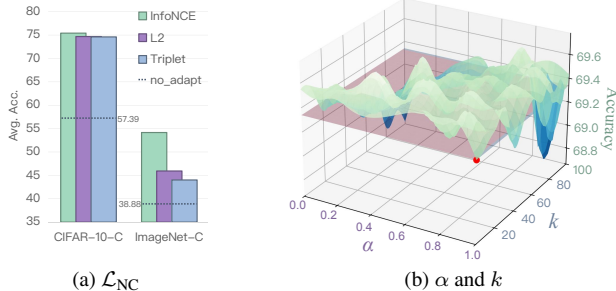 75
70
65
60
55
50
45
40
35
Avg. Acc.
InfoNCE
L2
Triplet
no_adapt
57.39
38.88
CIFAR-10-C
ImageNet-C
(a) ℒNC
69.6
69.4
69.2
69.0
68.8
Accuracy
100
80
60
40
20
k
0.0
0.2
0.4
0.6
0.8
1.0
α
(b) α and k